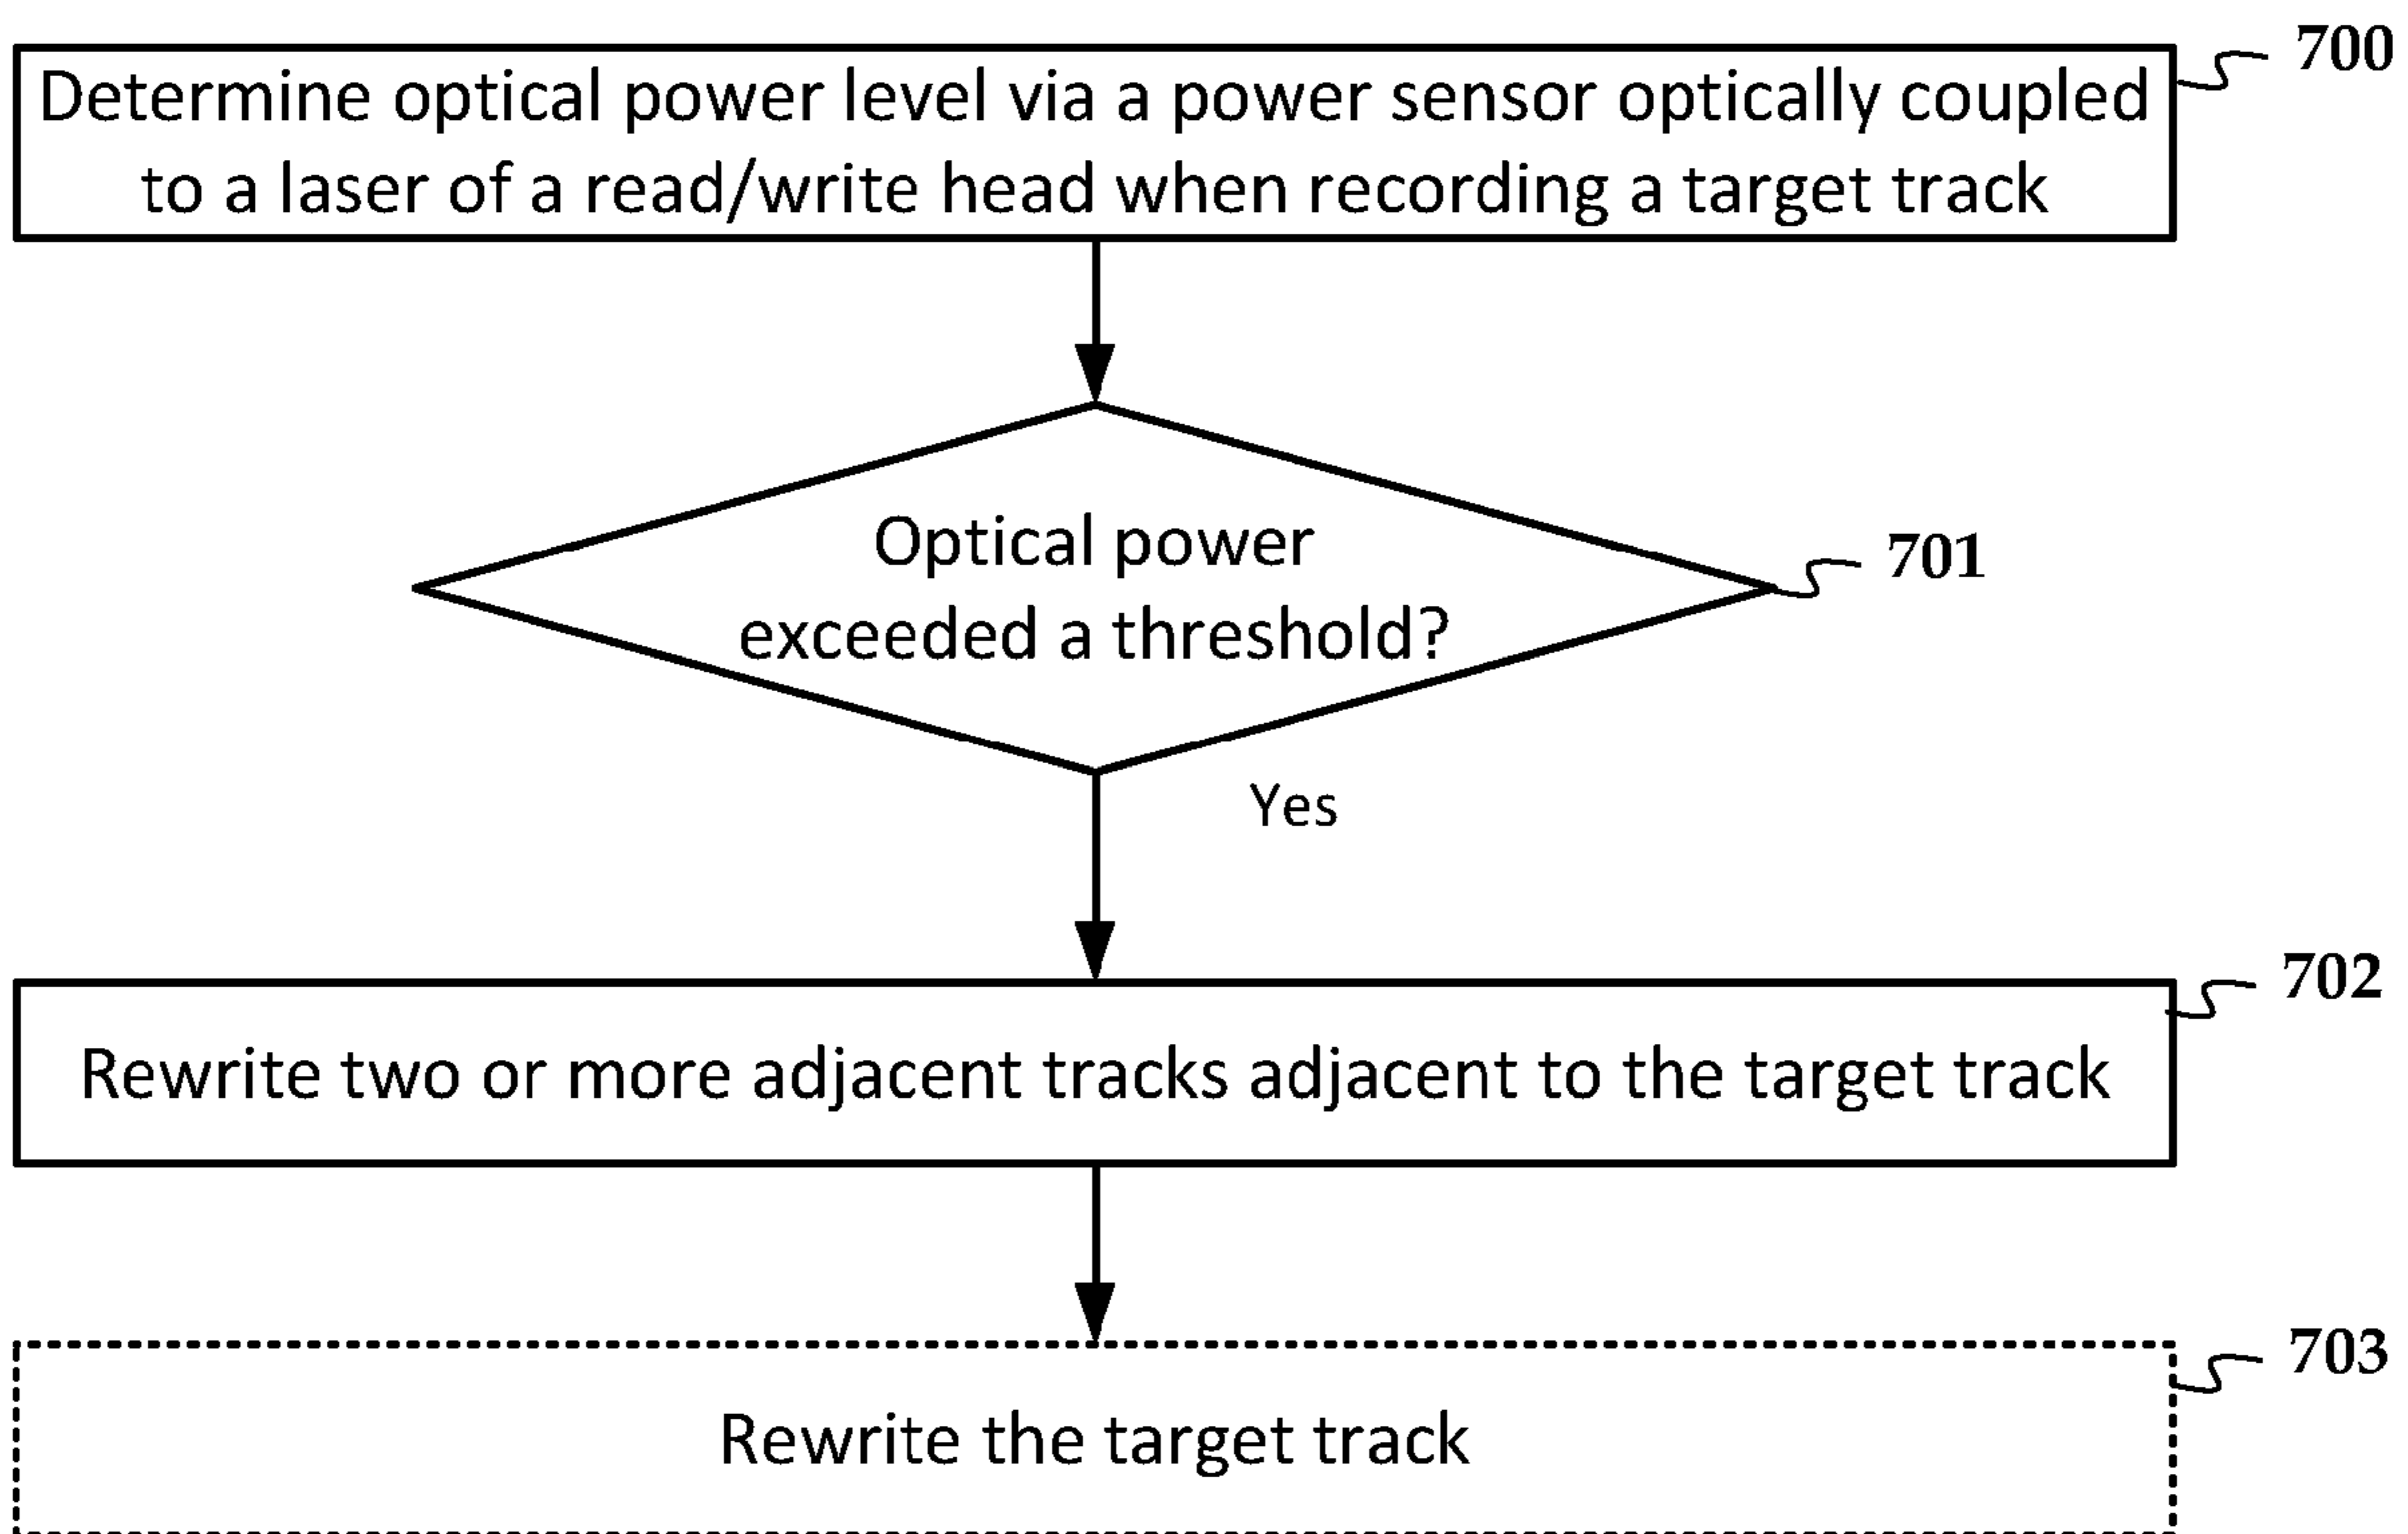 700
Determine optical power level via a power sensor optically coupled
to a laser of a read/write head when recording a target track
Optical power
exceeded a threshold?
701
Yes
702
Rewrite two or more adjacent tracks adjacent to the target track
703
Rewrite the target track